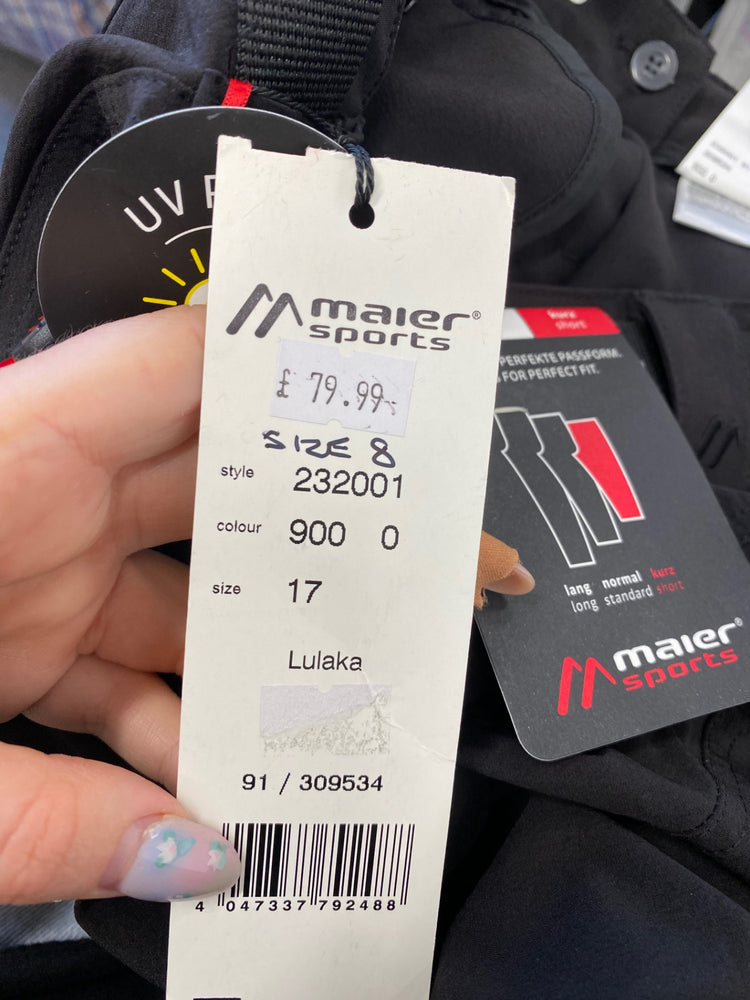 UV
maier®
sports
£ 79.99
SIZE 8
style 232001
colour 900 0
size 17
Lulaka
91 / 309534
4 047337 792488
kurz
short
PERFEKTE PASSFORM.
FOR PERFECT FIT.
lang normal kurz
long standard short
maier®
sports